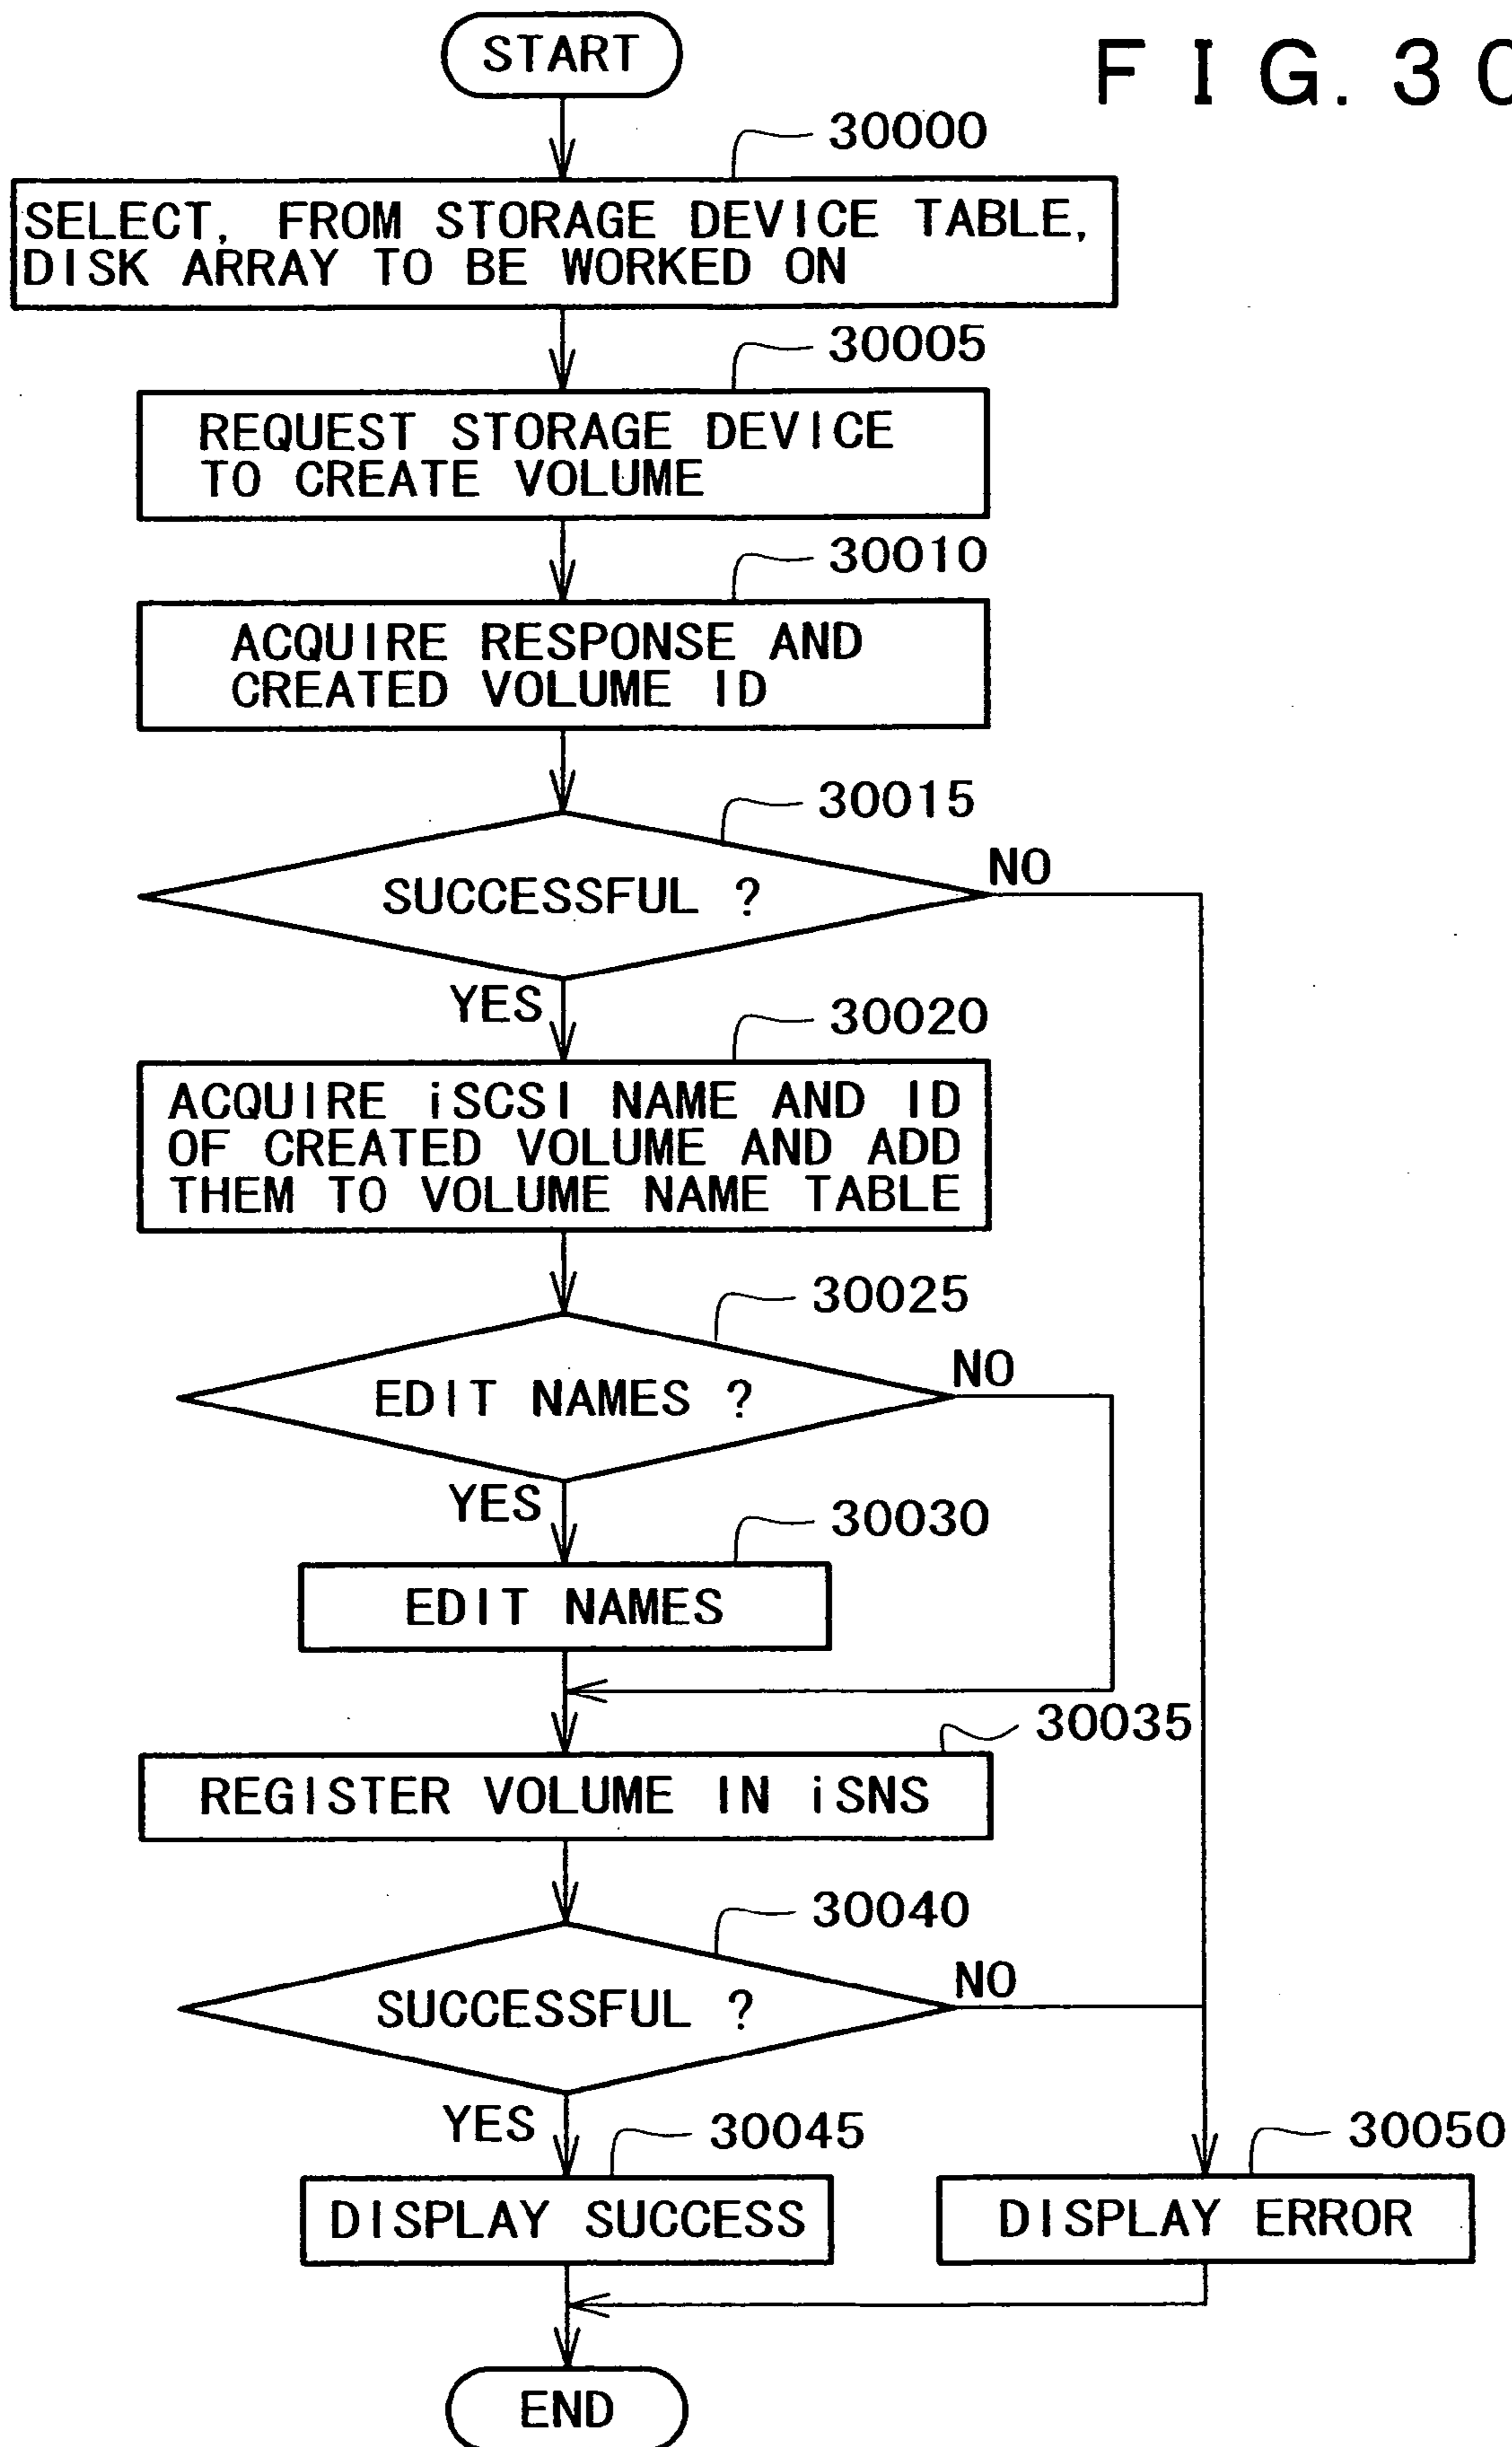 START
FIG. 30
30000
SELECT, FROM STORAGE DEVICE TABLE,
DISK ARRAY TO BE WORKED ON
30005
REQUEST STORAGE DEVICE
TO CREATE VOLUME
30010
ACQUIRE RESPONSE AND
CREATED VOLUME ID
30015
SUCCESSFUL ?
NO
YES
30020
ACQUIRE iSCSI NAME AND ID
OF CREATED VOLUME AND ADD
THEM TO VOLUME NAME TABLE
30025
EDIT NAMES ?
NO
YES
30030
EDIT NAMES
30035
REGISTER VOLUME IN iSNS
30040
SUCCESSFUL ?
NO
YES
30045
DISPLAY SUCCESS
30050
DISPLAY ERROR
END